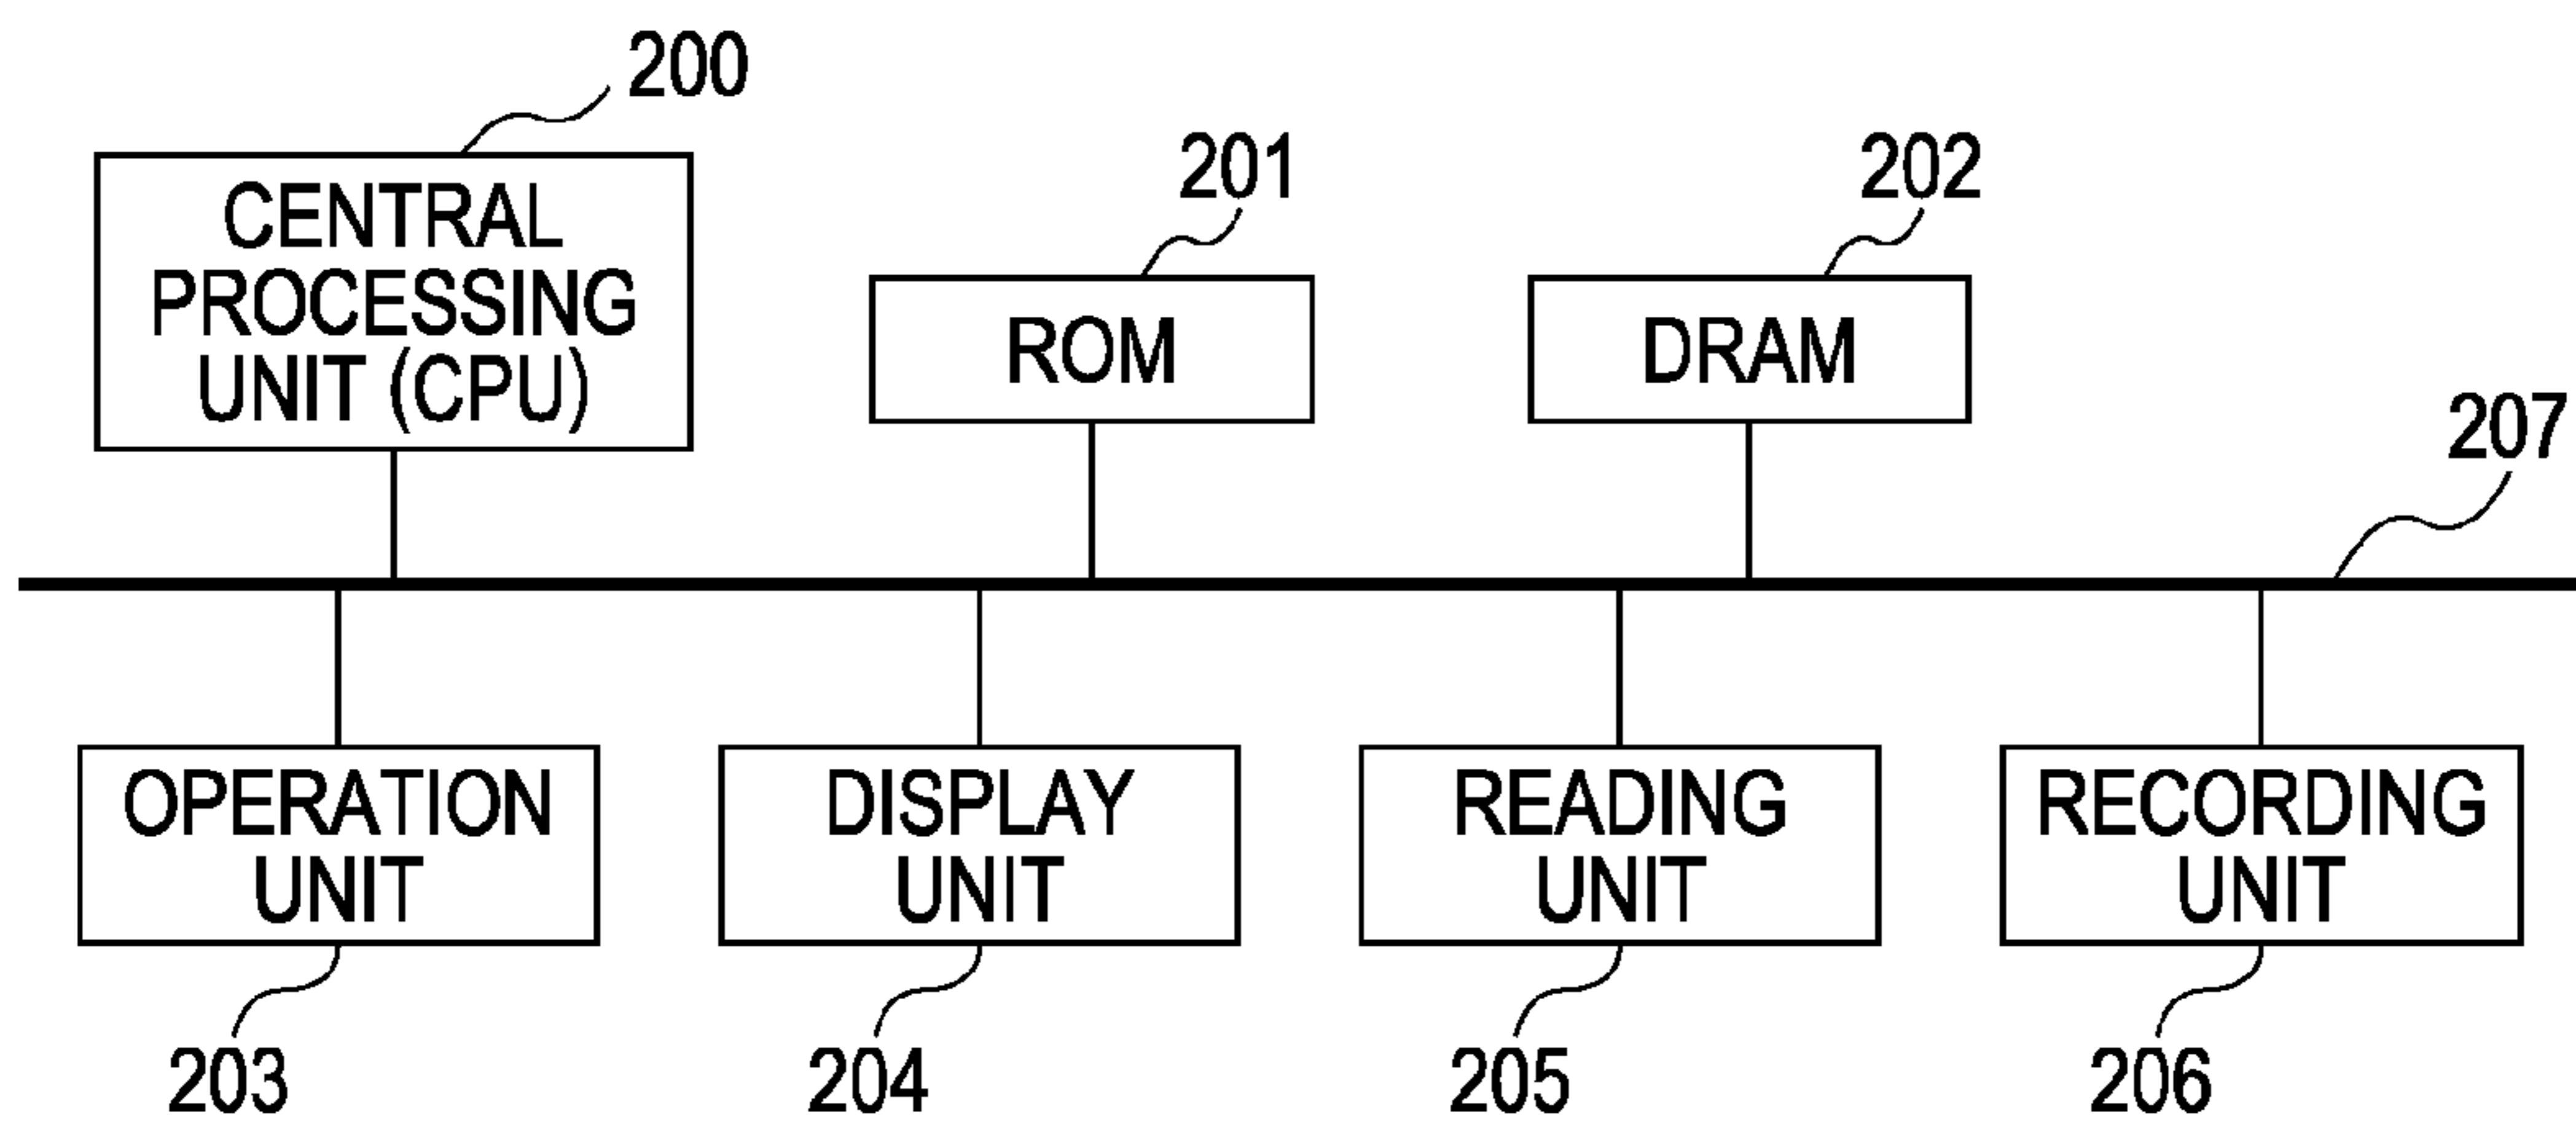 200
201
202
CENTRAL
PROCESSING
UNIT (CPU)
ROM
DRAM
207
OPERATION
UNIT
DISPLAY
UNIT
READING
UNIT
RECORDING
UNIT
203
204
205
206